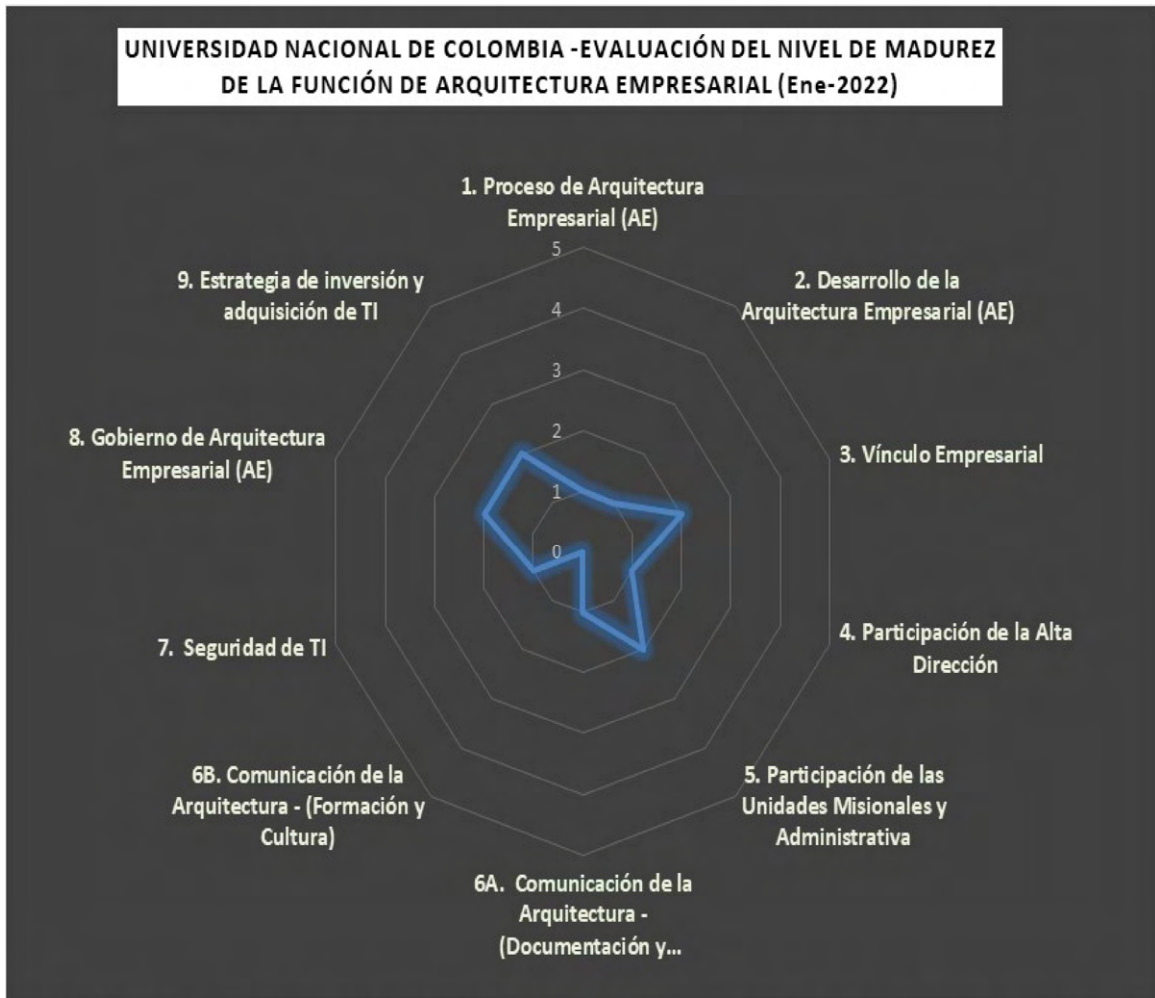 UNIVERSIDAD NACIONAL DE COLOMBIA -EVALUACIÓN DEL NIVEL DE MADUREZ
DE LA FUNCIÓN DE ARQUITECTURA EMPRESARIAL (Ene-2022)
1. Proceso de Arquitectura
Empresarial (AE)
2. Desarrollo de la
Arquitectura Empresarial (AE)
3. Vínculo Empresarial
4. Participación de la Alta
Dirección
5. Participación de las
Unidades Misionales y
Administrativa
6A.  Comunicación de la
Arquitectura -
(Documentación y...
6B. Comunicación de la
Arquitectura - (Formación y
Cultura)
7.  Seguridad de TI
8. Gobierno de Arquitectura
Empresarial (AE)
9. Estrategia de inversión y
adquisición de TI
5
4
3
2
1
0